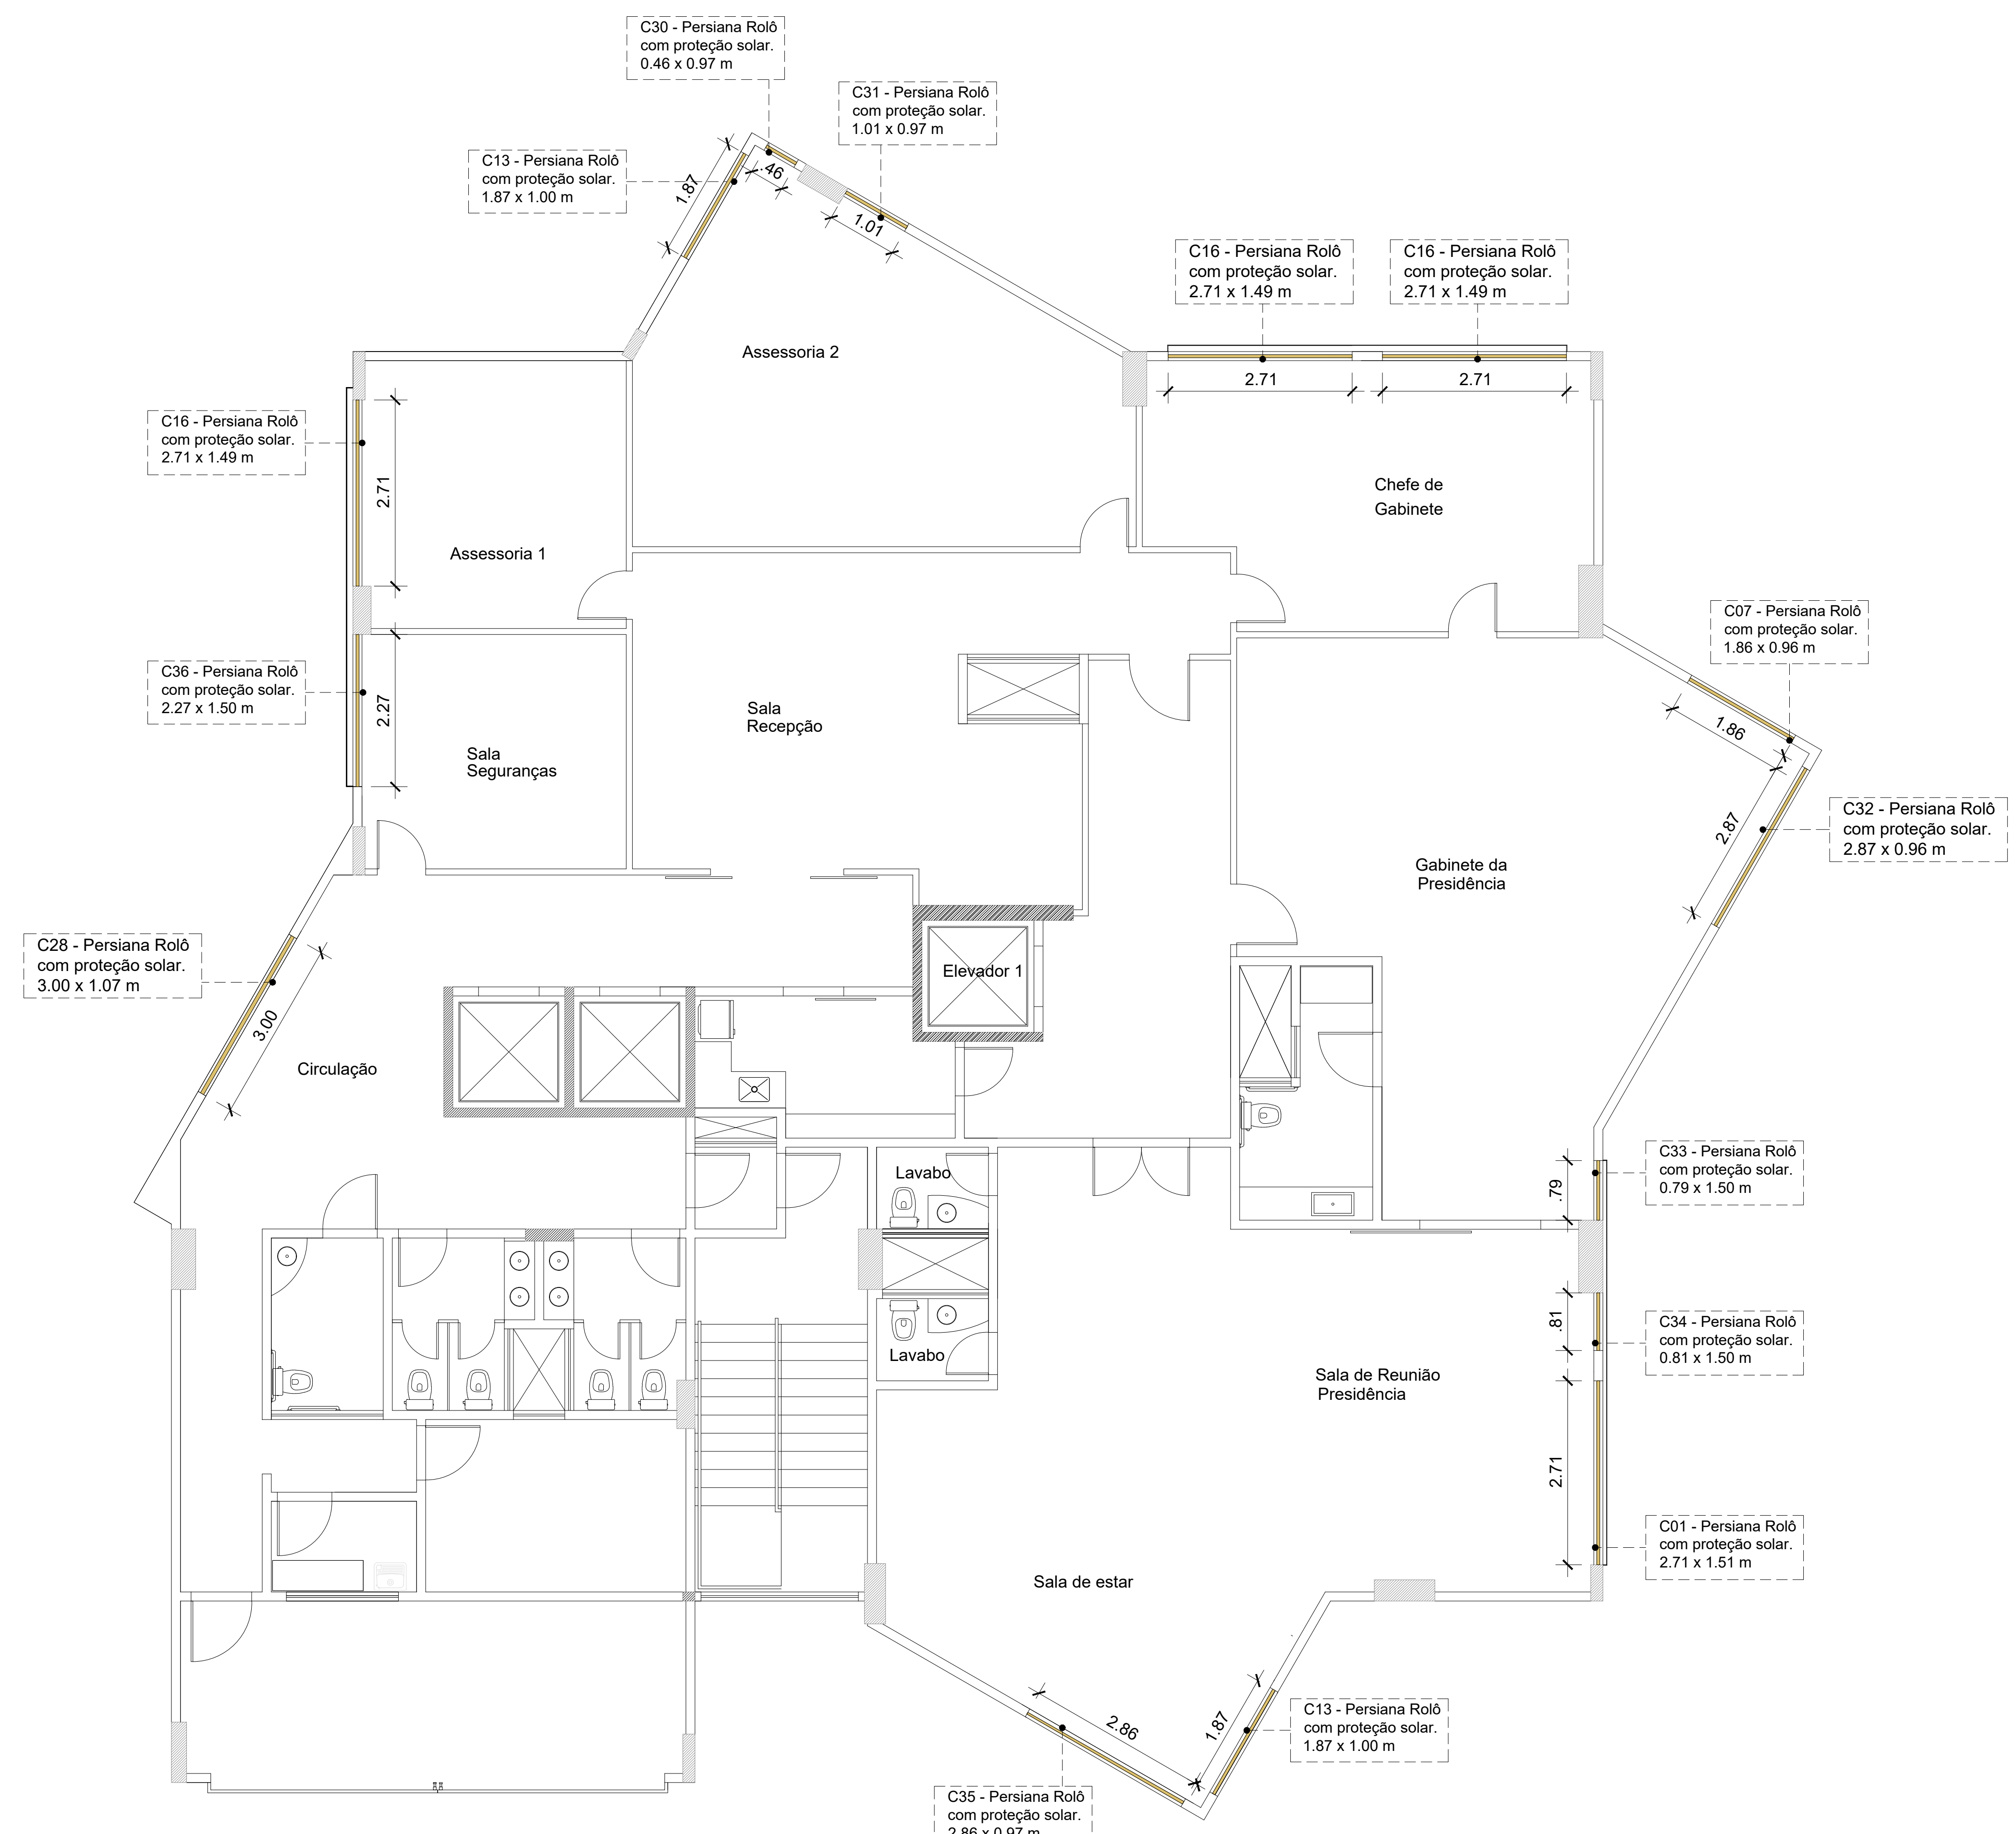 C30 - Persiana Rolô
com proteção solar.
0.46 x 0.97 m
C31 - Persiana Rolô
com proteção solar.
1.01 x 0.97 m
C13 - Persiana Rolô
com proteção solar.
1.87 x 1.00 m
1.87
.46
1.01
C16 - Persiana Rolô
com proteção solar.
2.71 x 1.49 m
C16 - Persiana Rolô
com proteção solar.
2.71 x 1.49 m
Assessoria 2
2.71
2.71
C16 - Persiana Rolô
com proteção solar.
2.71 x 1.49 m
2.71
Assessoria 1
Chefe de
Gabinete
C07 - Persiana Rolô
com proteção solar.
1.86 x 0.96 m
C36 - Persiana Rolô
com proteção solar.
2.27 x 1.50 m
2.27
Sala
Seguranças
Sala
Recepção
1.86
2.87
C32 - Persiana Rolô
com proteção solar.
2.87 x 0.96 m
Gabinete da
Presidência
C28 - Persiana Rolô
com proteção solar.
3.00 x 1.07 m
3.00
Elevador 1
Circulação
Lavabo
C33 - Persiana Rolô
com proteção solar.
0.79 x 1.50 m
.79
.81
C34 - Persiana Rolô
com proteção solar.
0.81 x 1.50 m
Lavabo
Sala de Reunião
Presidência
2.71
C01 - Persiana Rolô
com proteção solar.
2.71 x 1.51 m
Sala de estar
2.86
1.87
C13 - Persiana Rolô
com proteção solar.
1.87 x 1.00 m
C35 - Persiana Rolô
com proteção solar.
2.86 x 0.97 m